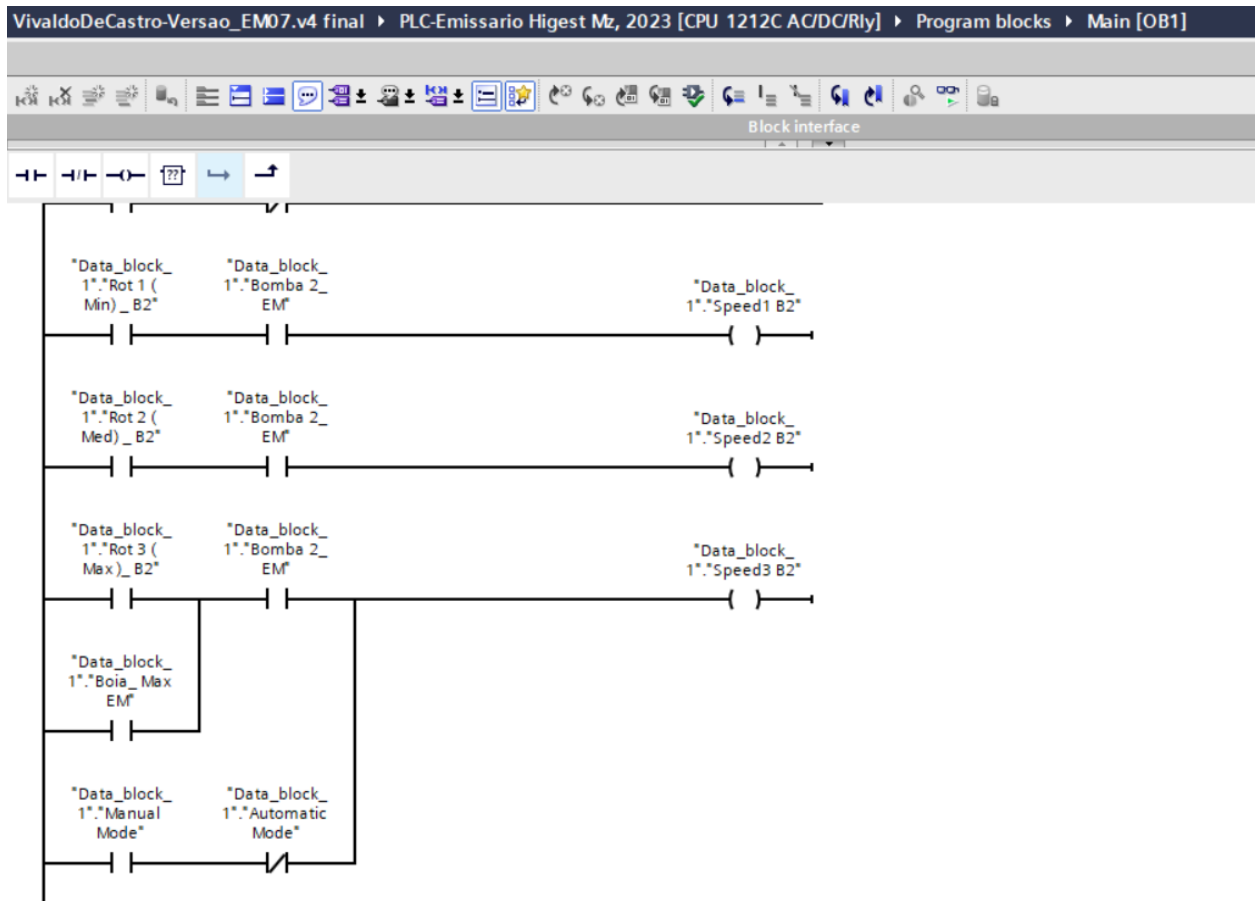 VivaldoDeCastro-Versao_EM07.v4 final ▸ PLC-Emissario Higest Mz, 2023 [CPU 1212C AC/DC/Rly] ▸ Program blocks ▸ Main [OB1]
Block interface
??
"Data_block_
1"."Rot 1 (
Min) _ B2"
"Data_block_
1"."Bomba 2_
EM"
"Data_block_
1"."Speed1 B2"
"Data_block_
1"."Rot 2 (
Med) _ B2"
"Data_block_
1"."Bomba 2_
EM"
"Data_block_
1"."Speed2 B2"
"Data_block_
1"."Rot 3 (
Max )_ B2"
"Data_block_
1"."Bomba 2_
EM"
"Data_block_
1"."Speed3 B2"
"Data_block_
1"."Boia_ Max
EM"
"Data_block_
1"."Manual
Mode"
"Data_block_
1"."Automatic
Mode"